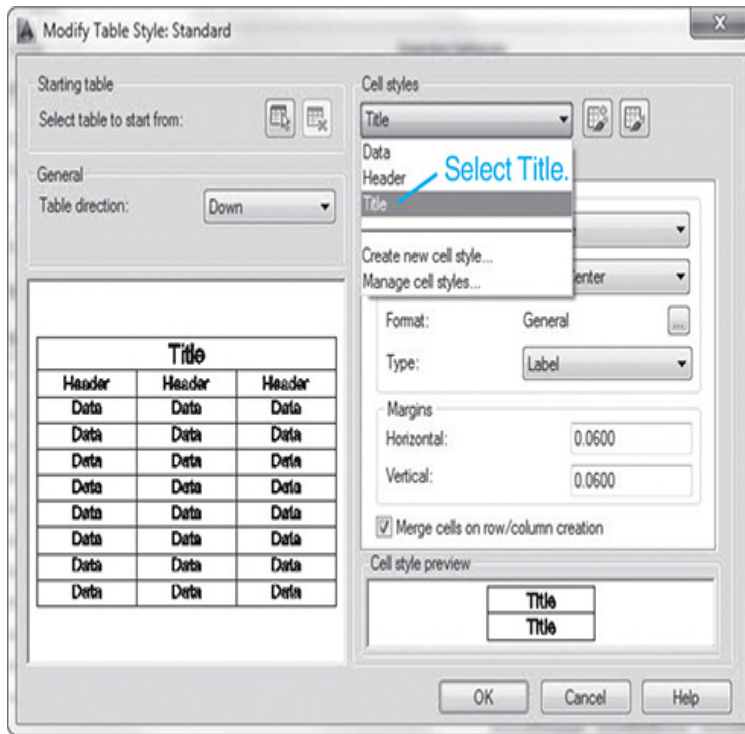 Modify Table Style: Standard
X
Starting table
Select table to start from:
General
Table direction:
Down
Title
Header Header Header
Data Data Data
Data Data Data
Data Data Data
Data Data Data
Data Data Data
Data Data Data
Data Data Data
Data Data Data
Cell styles
Title
Data
Header
Title
Select Title.
Create new cell style...
Manage cell styles...
Format: General ...
Type: Label
Margins
Horizontal: 0.0600
Vertical: 0.0600
Merge cells on row/column creation
Cell style preview
Title
Title
OK Cancel Help